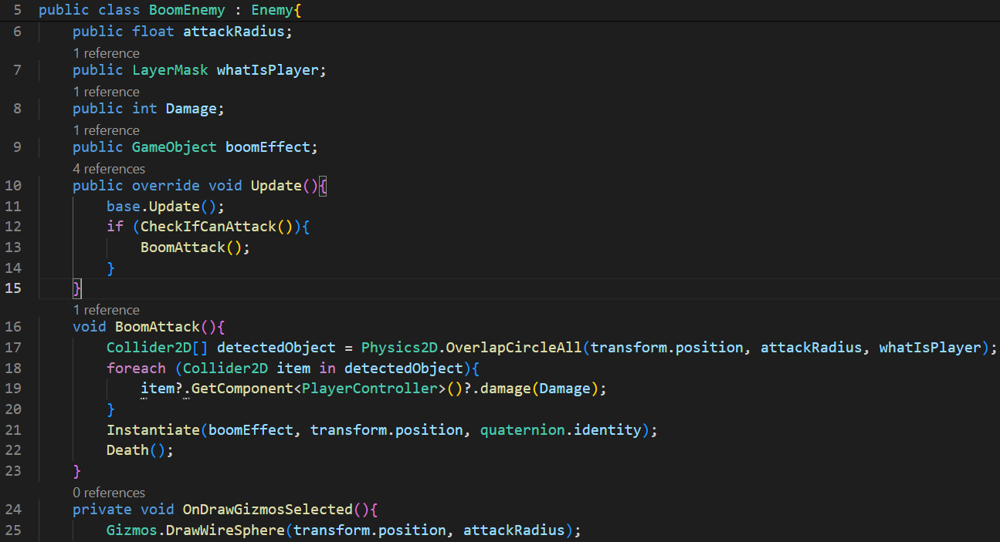 5 public class BoomEnemy : Enemy{
6 public float attackRadius;
1 reference
7 public LayerMask whatIsPlayer;
1 reference
8 public int Damage;
1 reference
9 public GameObject boomEffect;
4 references
10 public override void Update(){
11 base.Update();
12 if (CheckIfCanAttack()){
13 BoomAttack();
14 }
15 }
1 reference
16 void BoomAttack(){
17 Collider2D[] detectedObject = Physics2D.OverlapCircleAll(transform.position, attackRadius, whatIsPlayer);
18 foreach (Collider2D item in detectedObject){
19 item?.GetComponent<PlayerController>()?.damage(Damage);
20 }
21 Instantiate(boomEffect, transform.position, quaternion.identity);
22 Death();
23 }
0 references
24 private void OnDrawGizmosSelected(){
25 Gizmos.DrawWireSphere(transform.position, attackRadius);